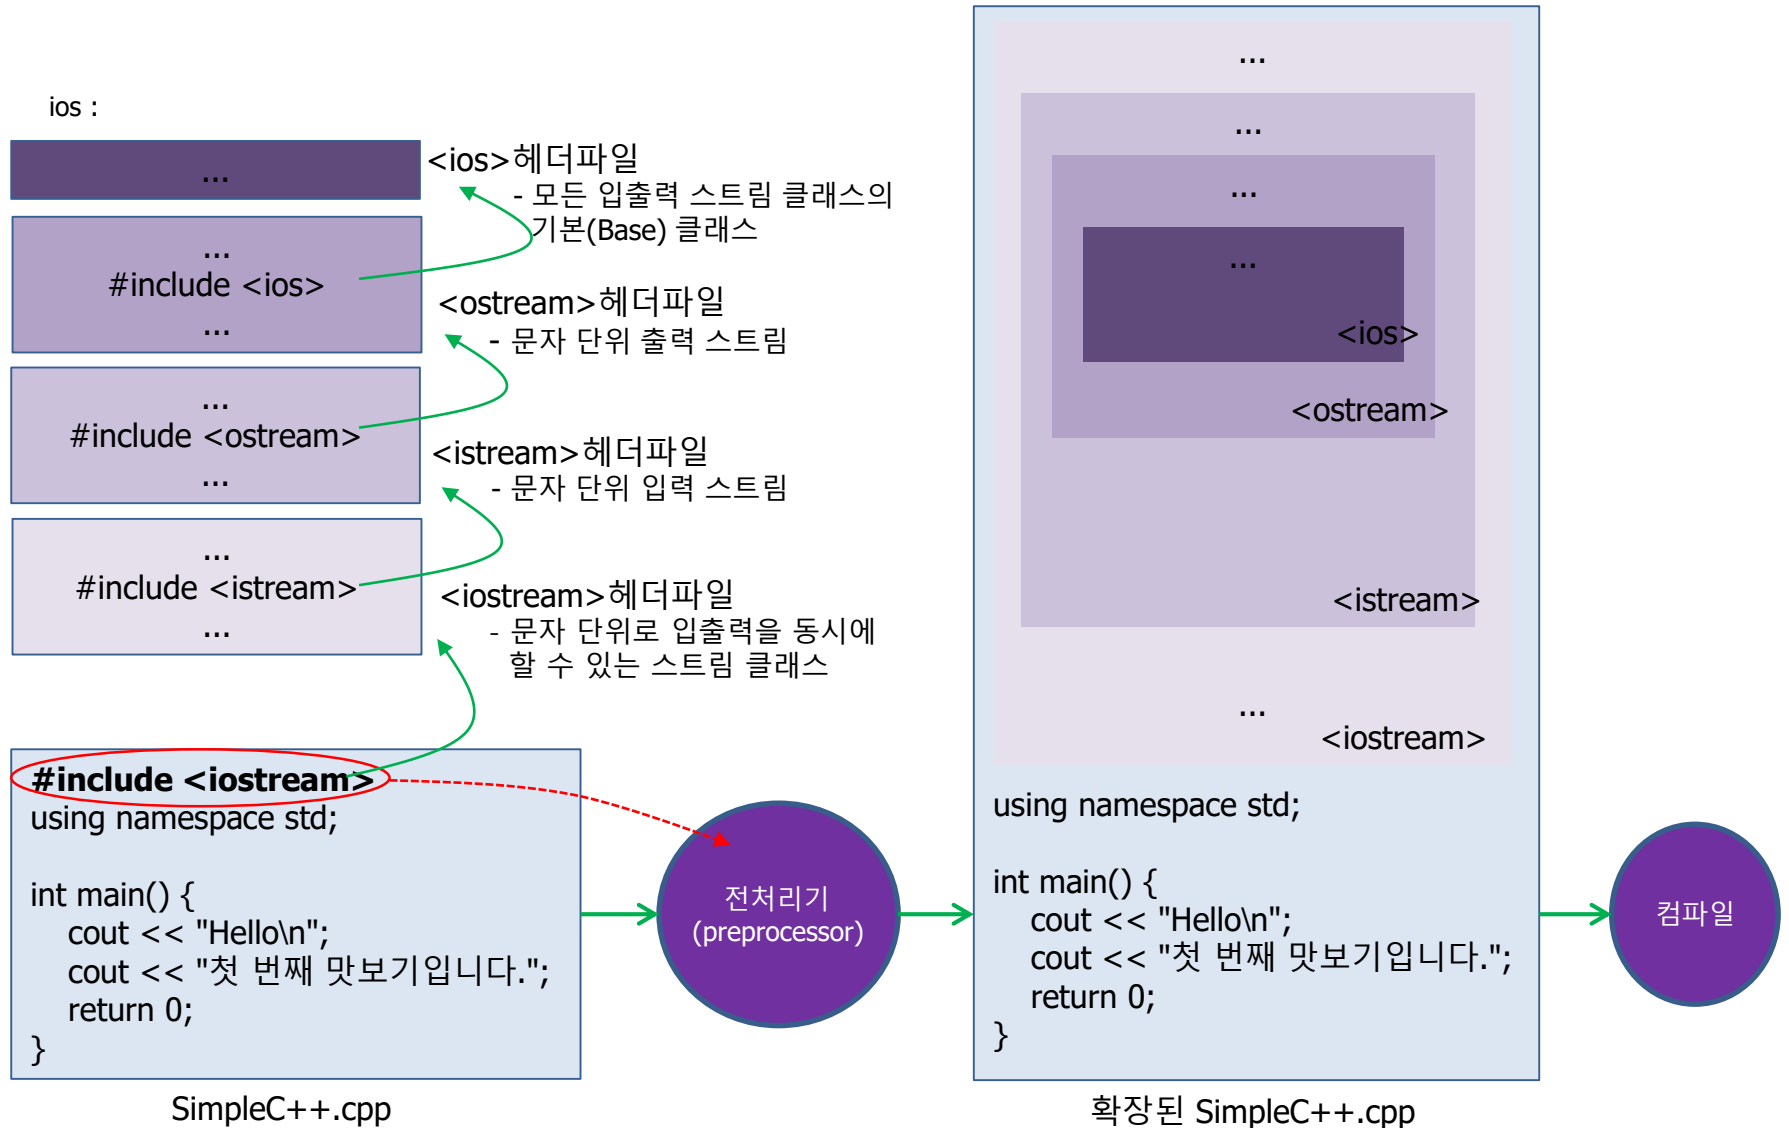 ios :
...
<ios>헤더파일
- 모든 입출력 스트림 클래스의
기본(Base) 클래스
...
#include <ios>
...
<ostream>헤더파일
- 문자 단위 출력 스트림
...
#include <ostream>
...
<istream>헤더파일
- 문자 단위 입력 스트림
...
#include <istream>
...
<iostream>헤더파일
- 문자 단위로 입출력을 동시에
할 수 있는 스트림 클래스
#include <iostream>
using namespace std;
int main() {
cout << "Hello\n";
cout << "첫 번째 맛보기입니다.";
return 0;
}
SimpleC++.cpp
전처리기
(preprocessor)
...
...
...
...
<ios>
<ostream>
<istream>
...
<iostream>
using namespace std;
int main() {
cout << "Hello\n";
cout << "첫 번째 맛보기입니다.";
return 0;
}
확장된 SimpleC++.cpp
컴파일